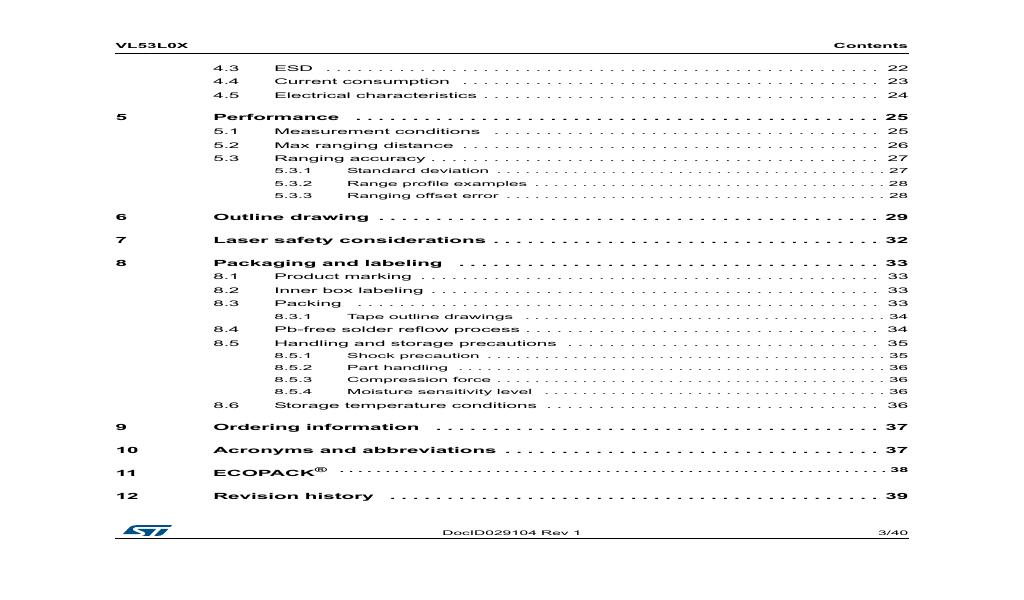 VL53L0X Contents
4.3 ESD . . . . . . . . . . . . . . . . . . . . . . . . . . . . . . . . . . . . . . . . 22
4.4 Current consumption . . . . . . . . . . . . . . . . . . . . . . . . . . . . . . 23
4.5 Electrical characteristics . . . . . . . . . . . . . . . . . . . . . . . . . . . . 24
5 Performance . . . . . . . . . . . . . . . . . . . . . . . . . . . . . . . . . . . . 25
5.1 Measurement conditions . . . . . . . . . . . . . . . . . . . . . . . . . . . . 25
5.2 Max ranging distance . . . . . . . . . . . . . . . . . . . . . . . . . . . . . . 26
5.3 Ranging accuracy . . . . . . . . . . . . . . . . . . . . . . . . . . . . . . . . 27
5.3.1 Standard deviation . . . . . . . . . . . . . . . . . . . . . . . . . . . . . . 27
5.3.2 Range profile examples . . . . . . . . . . . . . . . . . . . . . . . . . . . 28
5.3.3 Ranging offset error . . . . . . . . . . . . . . . . . . . . . . . . . . . . . 28
6 Outline drawing . . . . . . . . . . . . . . . . . . . . . . . . . . . . . . . . . . 29
7 Laser safety considerations . . . . . . . . . . . . . . . . . . . . . . . . . . . 32
8 Packaging and labeling . . . . . . . . . . . . . . . . . . . . . . . . . . . . . 33
8.1 Product marking . . . . . . . . . . . . . . . . . . . . . . . . . . . . . . . . . 33
8.2 Inner box labeling . . . . . . . . . . . . . . . . . . . . . . . . . . . . . . . . 33
8.3 Packing . . . . . . . . . . . . . . . . . . . . . . . . . . . . . . . . . . . . . . 33
8.3.1 Tape outline drawings . . . . . . . . . . . . . . . . . . . . . . . . . . . . 34
8.4 Pb-free solder reflow process . . . . . . . . . . . . . . . . . . . . . . . . . 34
8.5 Handling and storage precautions . . . . . . . . . . . . . . . . . . . . . . . 35
8.5.1 Shock precaution . . . . . . . . . . . . . . . . . . . . . . . . . . . . . . . 35
8.5.2 Part handling . . . . . . . . . . . . . . . . . . . . . . . . . . . . . . . . . . 36
8.5.3 Compression force . . . . . . . . . . . . . . . . . . . . . . . . . . . . . . 36
8.5.4 Moisture sensitivity level . . . . . . . . . . . . . . . . . . . . . . . . . . 36
8.6 Storage temperature conditions . . . . . . . . . . . . . . . . . . . . . . . . 36
9 Ordering information . . . . . . . . . . . . . . . . . . . . . . . . . . . . . . . 37
10 Acronyms and abbreviations . . . . . . . . . . . . . . . . . . . . . . . . . . 37
11 ECOPACK® . . . . . . . . . . . . . . . . . . . . . . . . . . . . . . . . . . . . 38
12 Revision history . . . . . . . . . . . . . . . . . . . . . . . . . . . . . . . . . . 39
ST DocID029104 Rev 1 3/40